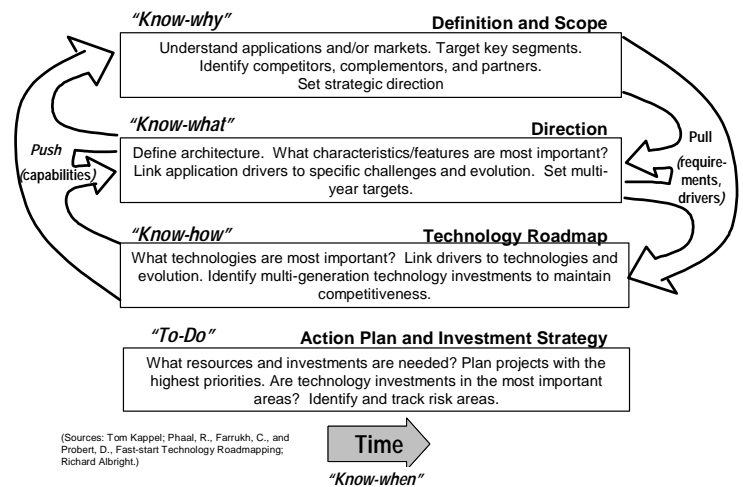 “Know-why”
Definition and Scope
Understand applications and/or markets. Target key segments.
Identify competitors, complementors, and partners.
Set strategic direction
“Know-what”
Direction
Define architecture.  What characteristics/features are most important?
Link application drivers to specific challenges and evolution.  Set multi-
year targets.
Push
(capabilities)
Pull
(require-
ments,
drivers)
“Know-how”
Technology Roadmap
What technologies are most important?  Link drivers to technologies and
evolution. Identify multi-generation technology investments to maintain
competitiveness.
“To-Do”
Action Plan and Investment Strategy
What resources and investments are needed? Plan projects with the
highest priorities. Are technology investments in the most important
areas?  Identify and track risk areas.
(Sources: Tom Kappel; Phaal, R., Farrukh, C., and
Probert, D., Fast-start Technology Roadmapping;
Richard Albright.)
Time
“Know-when”